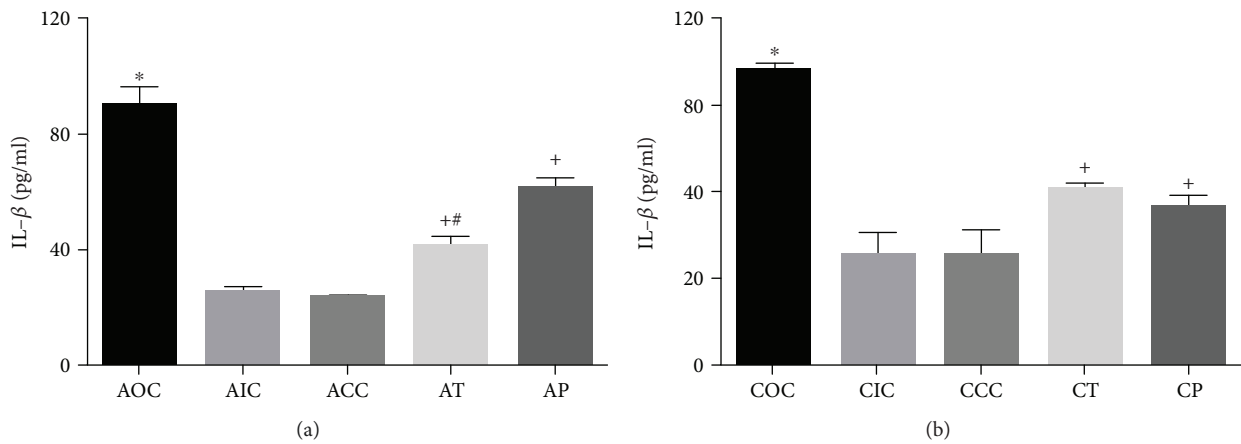 120
80
40
0
IL–β (pg/ml)
*
+#
+
AOC
AIC
ACC
AT
AP
(a)
120
80
40
20
0
IL–β (pg/ml)
*
+
+
COC
CIC
CCC
CT
CP
(b)